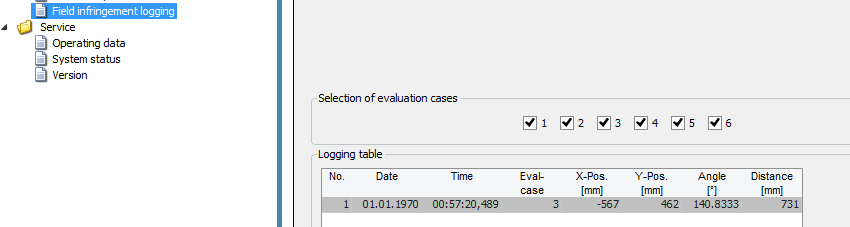 Field infringement logging
Service
Operating data
System status
Version
Selection of evaluation cases
1 2 3 4 5 6
Logging table
No. Date Time Eval-case X-Pos. [mm] Y-Pos. [mm] Angle [°] Distance [mm]
1 01.01.1970 00:57:20,489 3 -567 462 140.8333 731